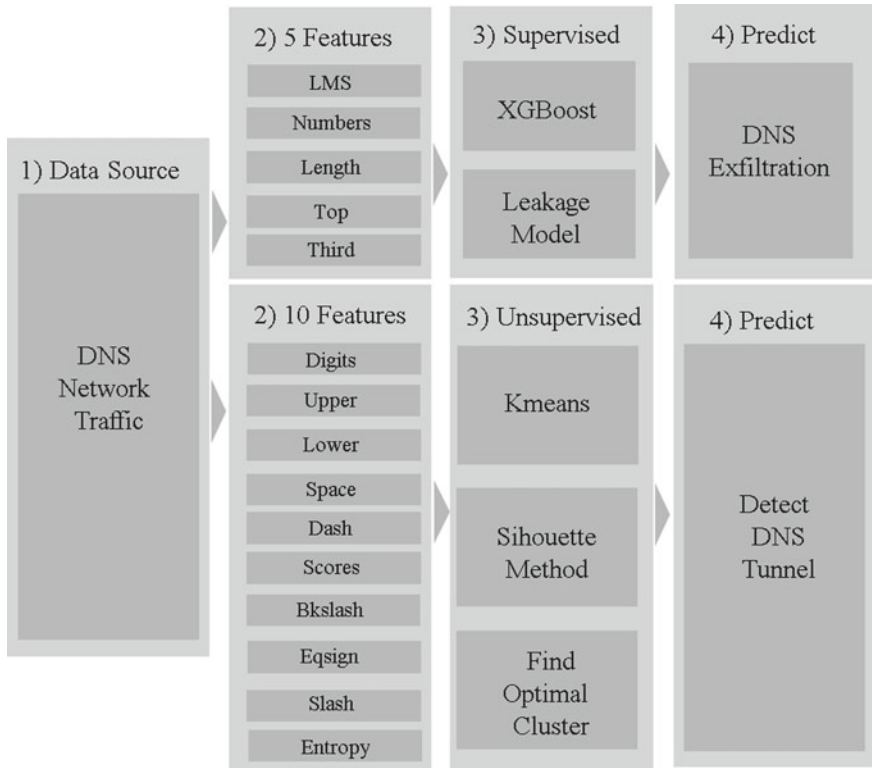 1) Data Source
DNS
Network
Traffic
2) 5 Features
LMS
Numbers
Length
Top
Third
3) Supervised
XGBoost
Leakage
Model
4) Predict
DNS
Exfiltration
2) 10 Features
Digits
Upper
Lower
Space
Dash
Scores
Bkslash
Eqsign
Slash
Entropy
3) Unsupervised
Kmeans
Sihouette
Method
Find
Optimal
Cluster
4) Predict
Detect
DNS
Tunnel